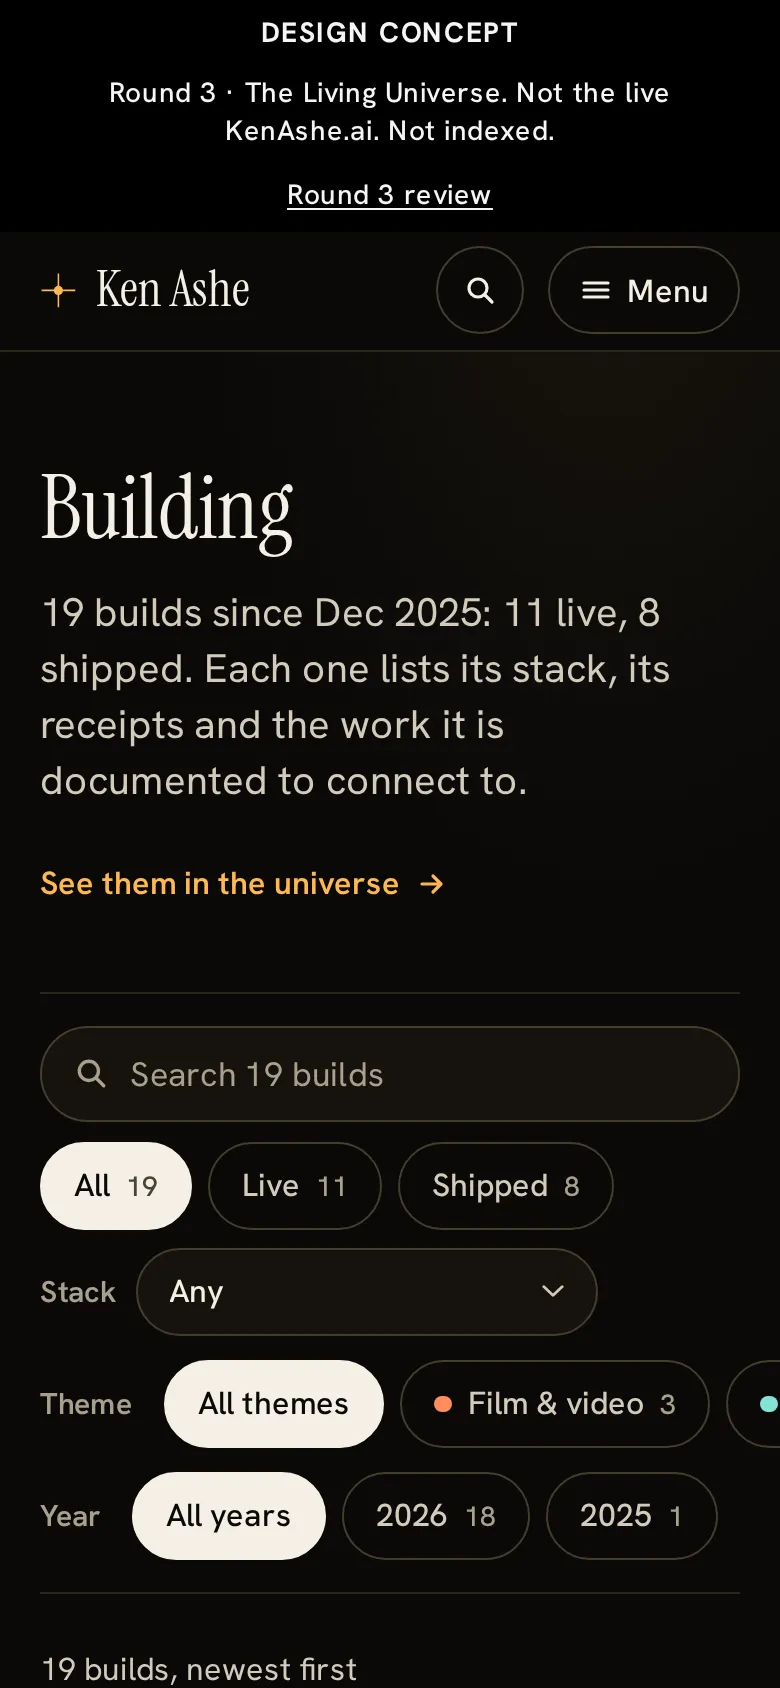 DESIGN CONCEPT
Round 3 · The Living Universe. Not the live
KenAshe.ai. Not indexed.
Round 3 review
Ken Ashe
Menu
Building
19 builds since Dec 2025: 11 live, 8
shipped. Each one lists its stack, its
receipts and the work it is
documented to connect to.
See them in the universe →
Search 19 builds
All 19 Live 11 Shipped 8
Stack Any
Theme All themes Film & video 3
Year All years 2026 18 2025 1
19 builds, newest first